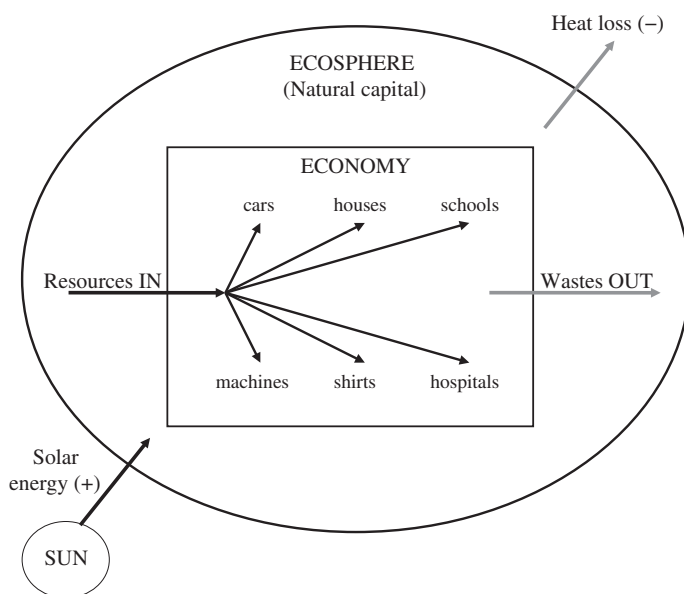 Heat loss (−)
ECOSPHERE
(Natural capital)
ECONOMY
cars houses schools
Resources IN
Wastes OUT
machines shirts hospitals
Solar
energy (+)
SUN